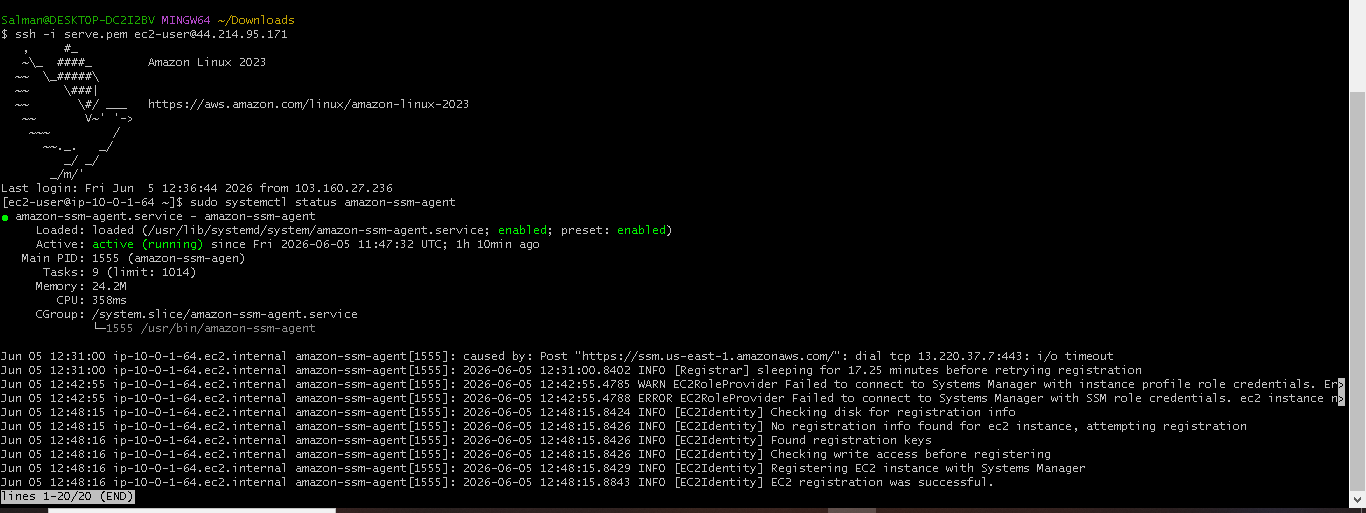 Salman@DESKTOP-DC2I2BV MINGW64 ~/Downloads
$ ssh -i serve.pem ec2-user@44.214.95.171
   ,     #_
   ~\_  ####_        Amazon Linux 2023
  ~~  \_#####\
  ~~     \###|
  ~~       \#/ ___   https://aws.amazon.com/linux/amazon-linux-2023
   ~~       V~' '->
    ~~~         /
      ~~._.   _/
         _/ _/
       _/m/'
Last login: Fri Jun  5 12:36:44 2026 from 103.160.27.236
[ec2-user@ip-10-0-1-64 ~]$ sudo systemctl status amazon-ssm-agent
● amazon-ssm-agent.service - amazon-ssm-agent
     Loaded: loaded (/usr/lib/systemd/system/amazon-ssm-agent.service; enabled; preset: enabled)
     Active: active (running) since Fri 2026-06-05 11:47:32 UTC; 1h 10min ago
   Main PID: 1555 (amazon-ssm-agen)
      Tasks: 9 (limit: 1014)
     Memory: 24.2M
        CPU: 358ms
     CGroup: /system.slice/amazon-ssm-agent.service
             └─1555 /usr/bin/amazon-ssm-agent
Jun 05 12:31:00 ip-10-0-1-64.ec2.internal amazon-ssm-agent[1555]: caused by: Post "https://ssm.us-east-1.amazonaws.com/": dial tcp 13.220.37.7:443: i/o timeout
Jun 05 12:31:00 ip-10-0-1-64.ec2.internal amazon-ssm-agent[1555]: 2026-06-05 12:31:00.8402 INFO [Registrar] sleeping for 17.25 minutes before retrying registration
Jun 05 12:42:55 ip-10-0-1-64.ec2.internal amazon-ssm-agent[1555]: 2026-06-05 12:42:55.4785 WARN EC2RoleProvider Failed to connect to Systems Manager with instance profile role credentials. Er>
Jun 05 12:42:55 ip-10-0-1-64.ec2.internal amazon-ssm-agent[1555]: 2026-06-05 12:42:55.4788 ERROR EC2RoleProvider Failed to connect to Systems Manager with SSM role credentials. ec2 instance n>
Jun 05 12:48:15 ip-10-0-1-64.ec2.internal amazon-ssm-agent[1555]: 2026-06-05 12:48:15.8424 INFO [EC2Identity] Checking disk for registration info
Jun 05 12:48:15 ip-10-0-1-64.ec2.internal amazon-ssm-agent[1555]: 2026-06-05 12:48:15.8426 INFO [EC2Identity] No registration info found for ec2 instance, attempting registration
Jun 05 12:48:16 ip-10-0-1-64.ec2.internal amazon-ssm-agent[1555]: 2026-06-05 12:48:15.8426 INFO [EC2Identity] Found registration keys
Jun 05 12:48:16 ip-10-0-1-64.ec2.internal amazon-ssm-agent[1555]: 2026-06-05 12:48:15.8426 INFO [EC2Identity] Checking write access before registering
Jun 05 12:48:16 ip-10-0-1-64.ec2.internal amazon-ssm-agent[1555]: 2026-06-05 12:48:15.8429 INFO [EC2Identity] Registering EC2 instance with Systems Manager
Jun 05 12:48:16 ip-10-0-1-64.ec2.internal amazon-ssm-agent[1555]: 2026-06-05 12:48:15.8843 INFO [EC2Identity] EC2 registration was successful.
lines 1-20/20 (END)